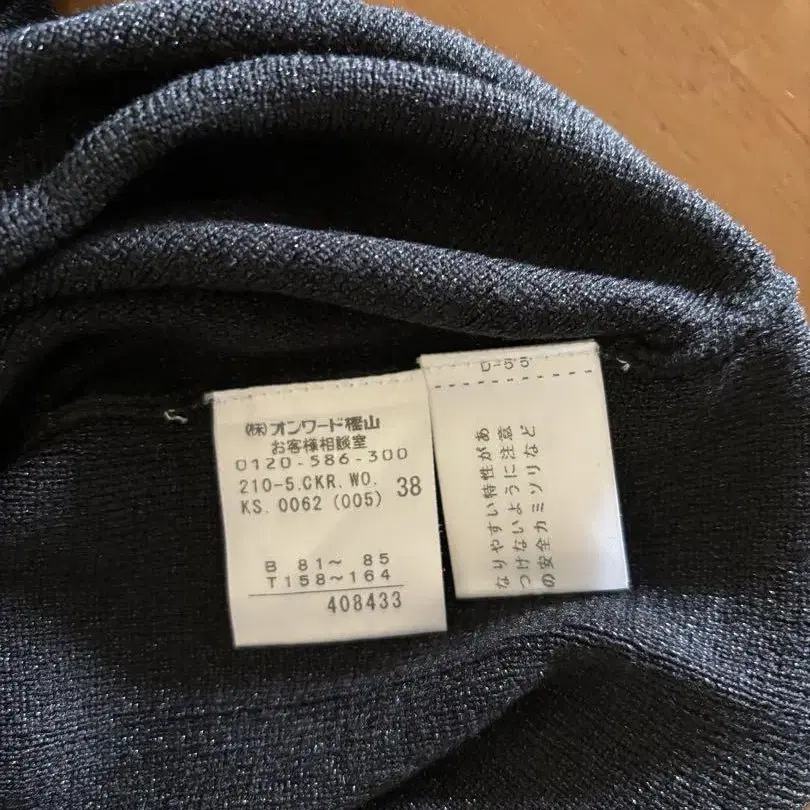 (株)オンワード樫山
お客様相談室
0120-586-300
210-5.CKR.WO.
KS.0062(005) 38
B 81~ 85
T158~164
408433
D-55
なりやすい特性があ
つけないように注意
の安全カミソリなど